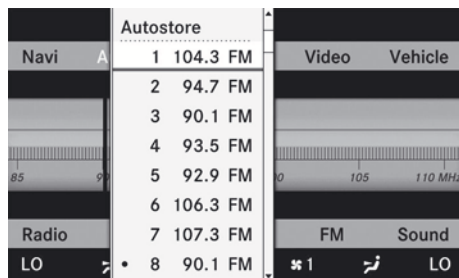 Autostore
Navi A Video Vehicle
1 104.3 FM
2 94.7 FM
3 90.1 FM
4 93.5 FM
5 92.9 FM
85 105 110 MHz
6 106.3 FM
Radio 7 107.3 FM FM Sound
LO • 8 90.1 FM 1 LO